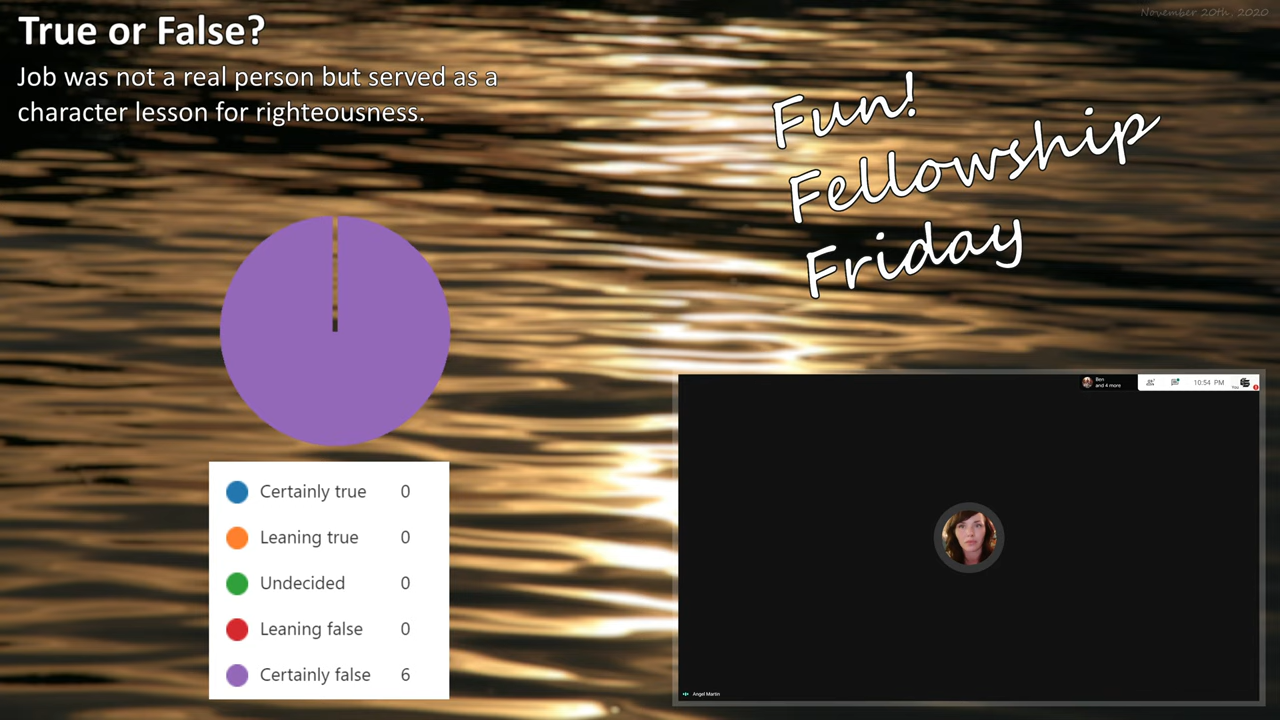 November 20th, 2020
True or False?
Job was not a real person but served as a
character lesson for righteousness.
Fun!
Fellowship
Friday
Ben
and 4 more
10:54 PM
You
Certainly true 0
Leaning true 0
Undecided 0
Leaning false 0
Certainly false 6
Angel Martin